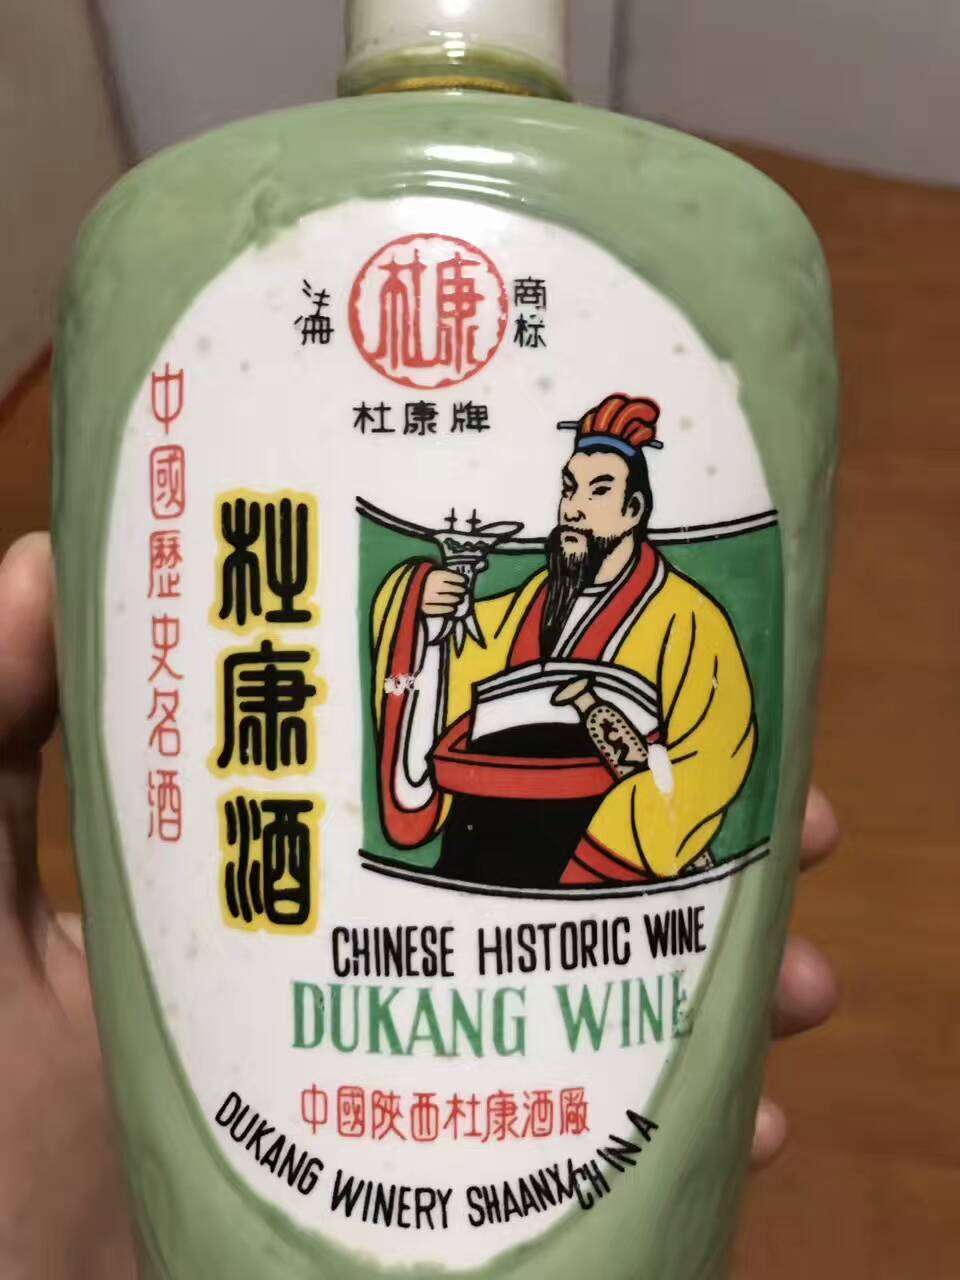 注册
杜康
商标
杜康牌
中國歷史名酒
杜康酒
CHINESE HISTORIC WINE
DUKANG WINE
中國陝西杜康酒廠
DUKANG WINERY SHAANXI CHINA